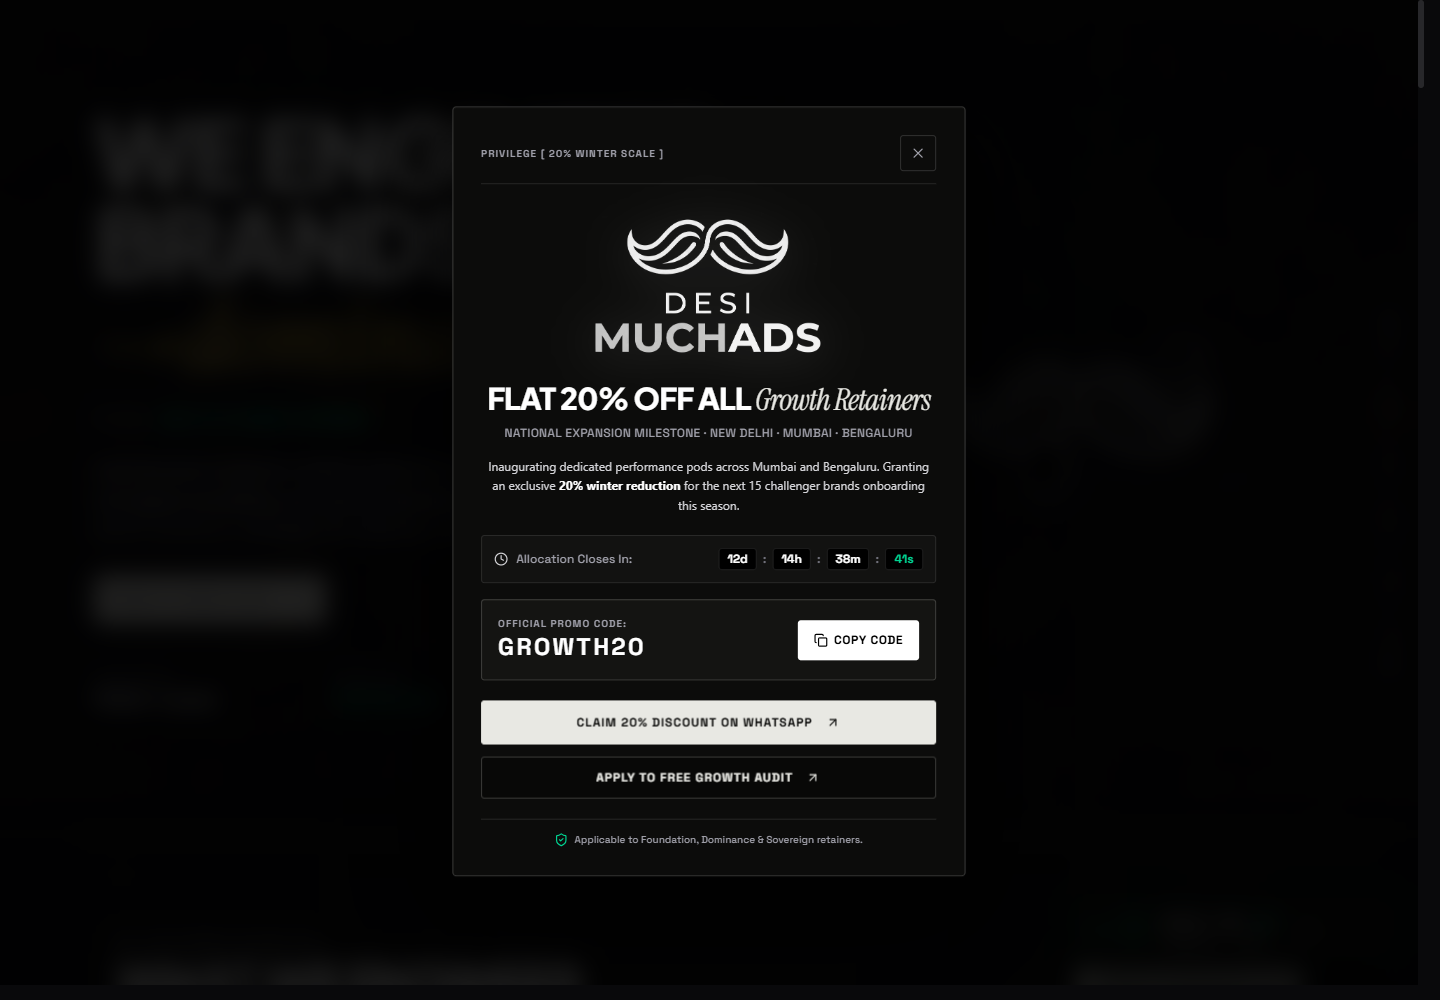 PRIVILEGE [ 20% WINTER SCALE ]
DESI
MUCHADS
FLAT 20% OFF ALL Growth Retainers
NATIONAL EXPANSION MILESTONE · NEW DELHI · MUMBAI · BENGALURU
Inaugurating dedicated performance pods across Mumbai and Bengaluru. Granting
an exclusive 20% winter reduction for the next 15 challenger brands onboarding
this season.
Allocation Closes In: 12d : 14h : 38m : 41s
OFFICIAL PROMO CODE:
GROWTH20
COPY CODE
CLAIM 20% DISCOUNT ON WHATSAPP
APPLY TO FREE GROWTH AUDIT
Applicable to Foundation, Dominance & Sovereign retainers.